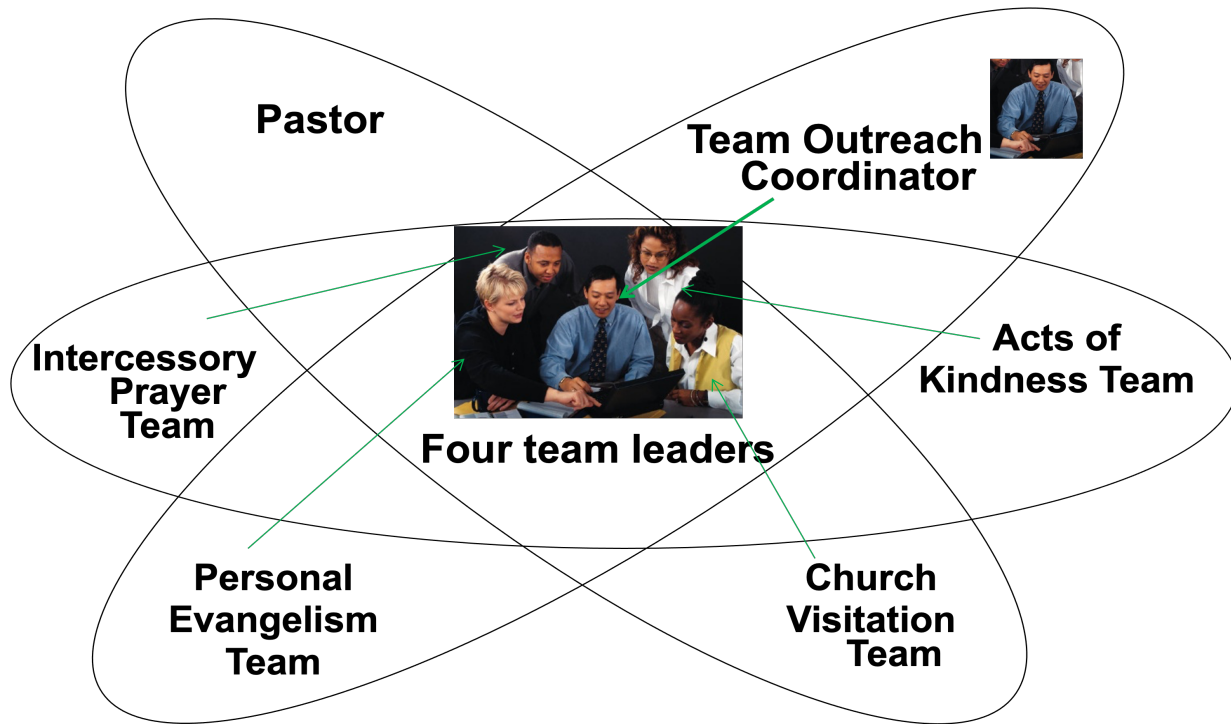 Pastor
Team Outreach
Coordinator
Intercessory
Prayer
Team
Acts of
Kindness Team
Four team leaders
Personal
Evangelism
Team
Church
Visitation
Team